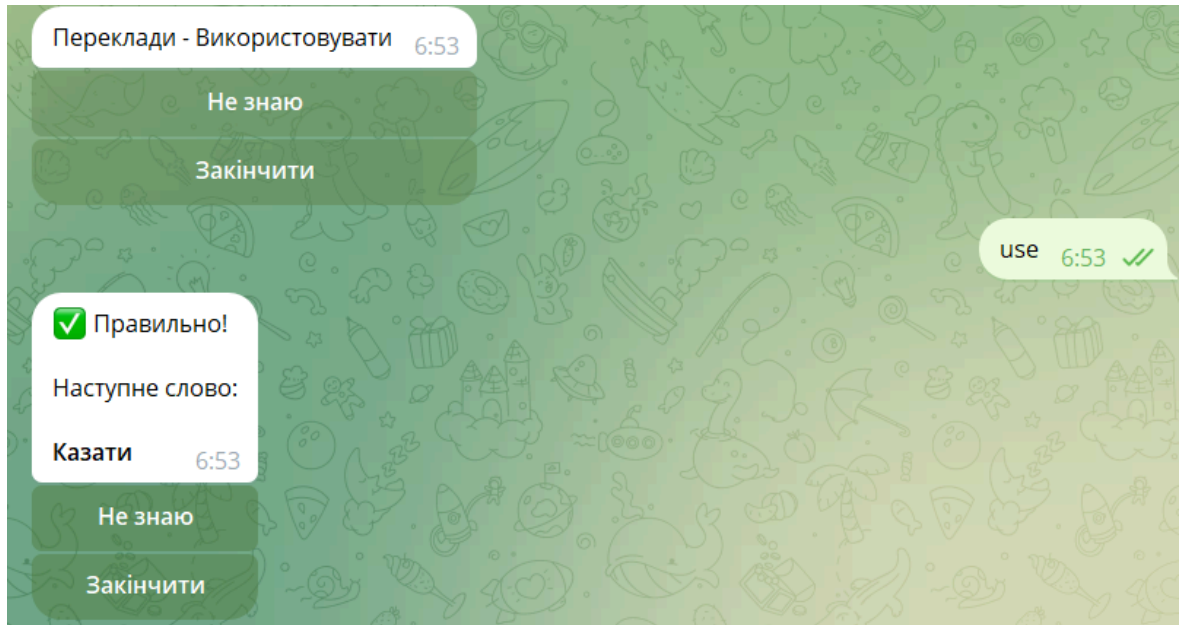 Переклади - Використовувати 6:53
Не знаю
Закінчити
use 6:53
✅ Правильно!
Наступне слово:
Казати 6:53
Не знаю
Закінчити